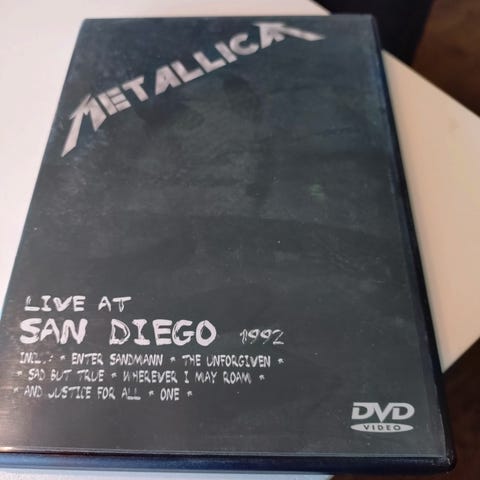 METALLICA
LIVE AT
SAN DIEGO 1992
INCL.: * ENTER SANDMANN * THE UNFORGIVEN *
* SAD BUT TRUE * WHEREVER I MAY ROAM *
* AND JUSTICE FOR ALL * ONE *
DVD
VIDEO